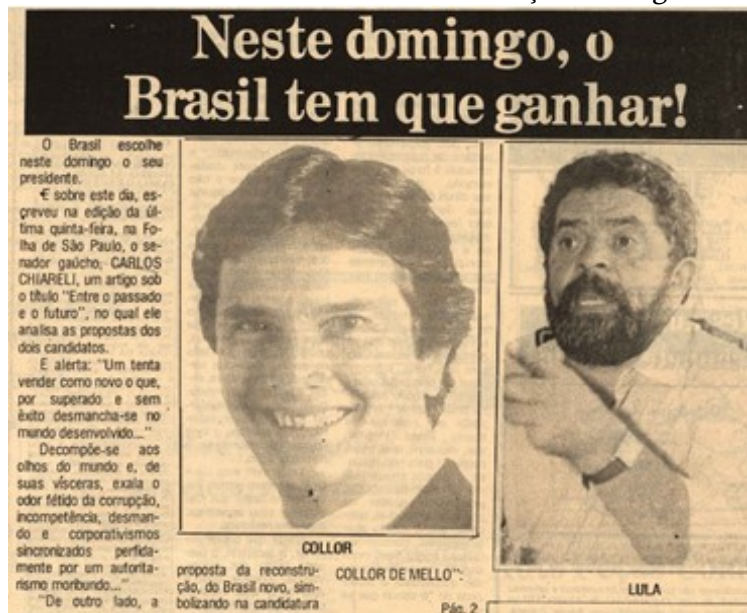 Neste domingo, o
Brasil tem que ganhar!
O Brasil escolhe
neste domingo o seu
presidente.
E sobre este dia, es-
creveu na edição da úl-
tima quinta-feira, na Fo-
lha de São Paulo, o se-
nador gaúcho, CARLOS
CHIARELI, um artigo sob
o título "Entre o passado
e o futuro", no qual ele
analisa as propostas dos
dois candidatos.
E alerta: "Um tenta
vender como novo o que,
por superado e sem
êxito desmancha-se no
mundo desenvolvido..."
Decompõe-se aos
olhos do mundo e, de
suas vísceras, exala o
odor fétido da corrupção,
incompetência, desman-
do e corporativismos
sincronizados perfida-
mente por um autorita-
rismo moribundo..."
"De outro lado, a
COLLOR
proposta da reconstru-
ção, do Brasil novo, sim-
bolizando na candidatura
COLLOR DE MELLO":
Pág. 2
LULA